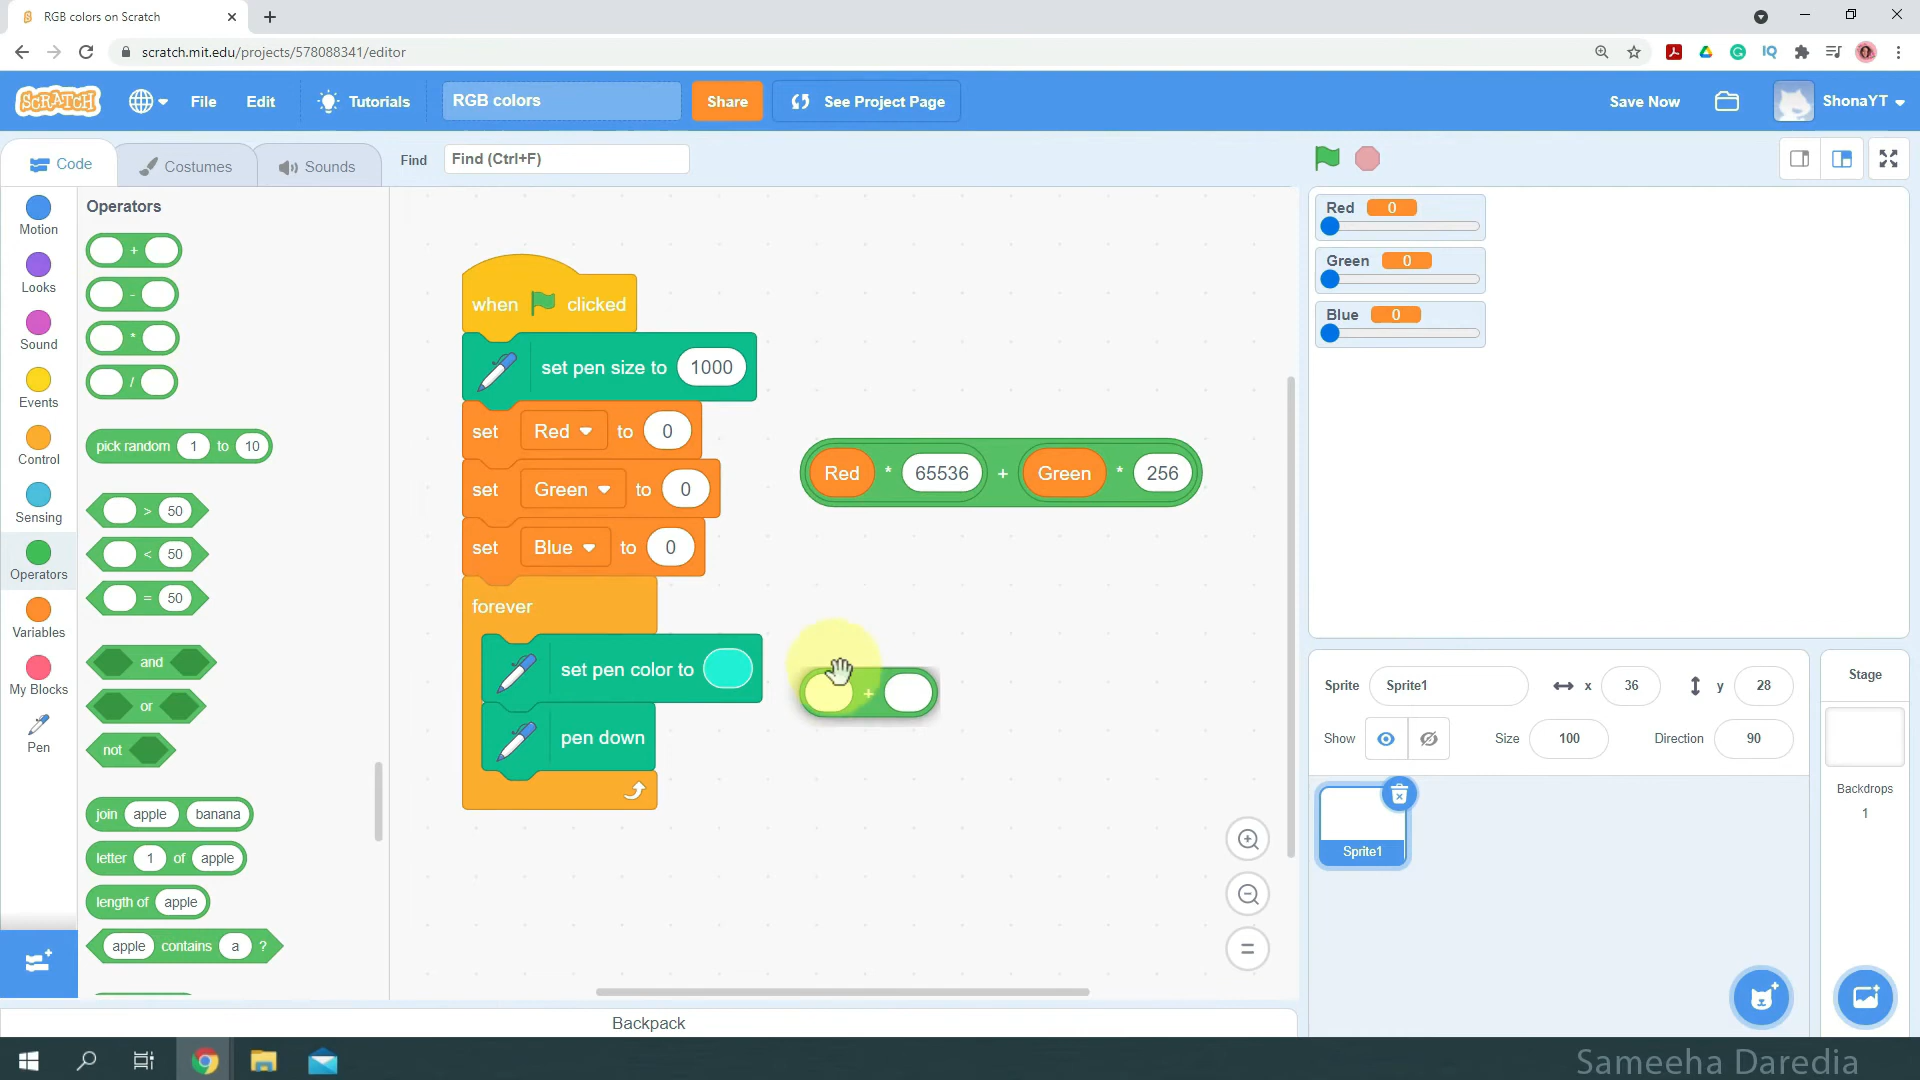 RGB colors on Scratch
scratch.mit.edu/projects/578088341/editor
SCRATCH
File
Edit
Tutorials
RGB colors
Share
See Project Page
Save Now
ShonaYT
Code
Costumes
Sounds
Find
Find (Ctrl+F)
Motion
Looks
Sound
Events
Control
Sensing
Operators
Variables
My Blocks
Pen
Operators
+
-
*
/
pick random 1 to 10
> 50
< 50
= 50
and
or
not
join apple banana
letter 1 of apple
length of apple
apple contains a ?
when clicked
set pen size to 1000
set Red to 0
set Green to 0
set Blue to 0
forever
set pen color to
pen down
Red * 65536 + Green * 256
+
Red 0
Green 0
Blue 0
Sprite Sprite1 x 36 y 28
Show Size 100 Direction 90
Sprite1
Stage
Backdrops
1
Backpack
Sameeha Daredia